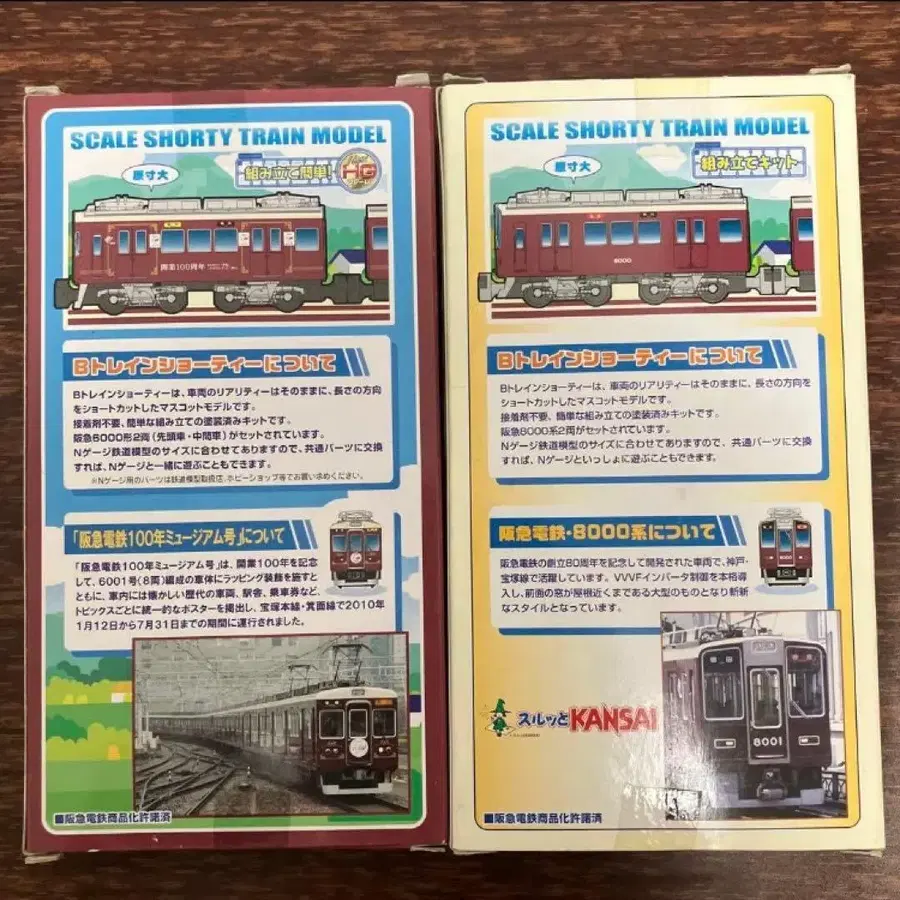 SCALE SHORTY TRAIN MODEL
原寸大
組み立て簡単!
HG
開業100周年
Bトレインショーティーについて
Bトレインショーティーは、車両のリアリティーはそのままに、長さの方向
をショートカットしたマスコットモデルです。
接着剤不要、簡単な組み立ての塗装済みキットです。
阪急6000形2両(先頭車・中間車)がセットされています。
Nゲージ鉄道模型のサイズに合わせてありますので、共通パーツに交換
すれば、Nゲージと一緒に遊ぶこともできます。
※Nゲージ用のパーツは鉄道模型取扱店、ホビーショップ等でお買い求めください。
「阪急電鉄100年ミュージアム号」について
「阪急電鉄100年ミュージアム号」は、開業100年を記念
して、6001号(8両)編成の車体にラッピング装飾を施すと
ともに、車内には懐かしい歴代の車両、駅舎、乗車券など、
トピックスごとに統一的なポスターを掲出し、宝塚本線・箕面線で2010年
1月12日から7月31日までの期間に運行されました。
■阪急電鉄商品化許諾済
SCALE SHORTY TRAIN MODEL
原寸大
組み立てキット
8000
Bトレインショーティーについて
Bトレインショーティーは、車両のリアリティーはそのままに、長さの方向を
ショートカットしたマスコットモデルです。
接着剤不要、簡単な組み立ての塗装済みキットです。
阪急8000系2両がセットされています。
Nゲージ鉄道模型のサイズに合わせてありますので、共通パーツに交換
すれば、Nゲージといっしょに遊ぶこともできます。
阪急電鉄・8000系について
阪急電鉄の創立80周年を記念して開発された車両で、神戸・
宝塚線で活躍しています。VVVFインバータ制御を本格導
入し、前面の窓が屋根近くまである大型のものとなり斬新
なスタイルとなっています。
8000
スルッとKANSAI
8001
■阪急電鉄商品化許諾済